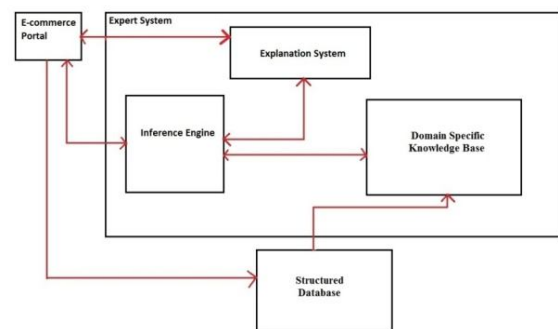 E-commerce
Portal
Expert System
Explanation System
Inference Engine
Domain Specific
Knowledge Base
Structured
Database